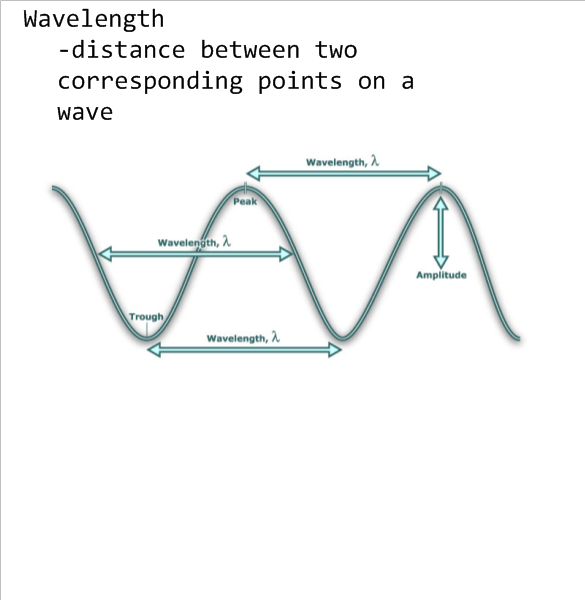 Wavelength
-distance between two
corresponding points on a
wave
Wavelength, λ
Peak
Wavelength, λ
Amplitude
Trough
Wavelength, λ